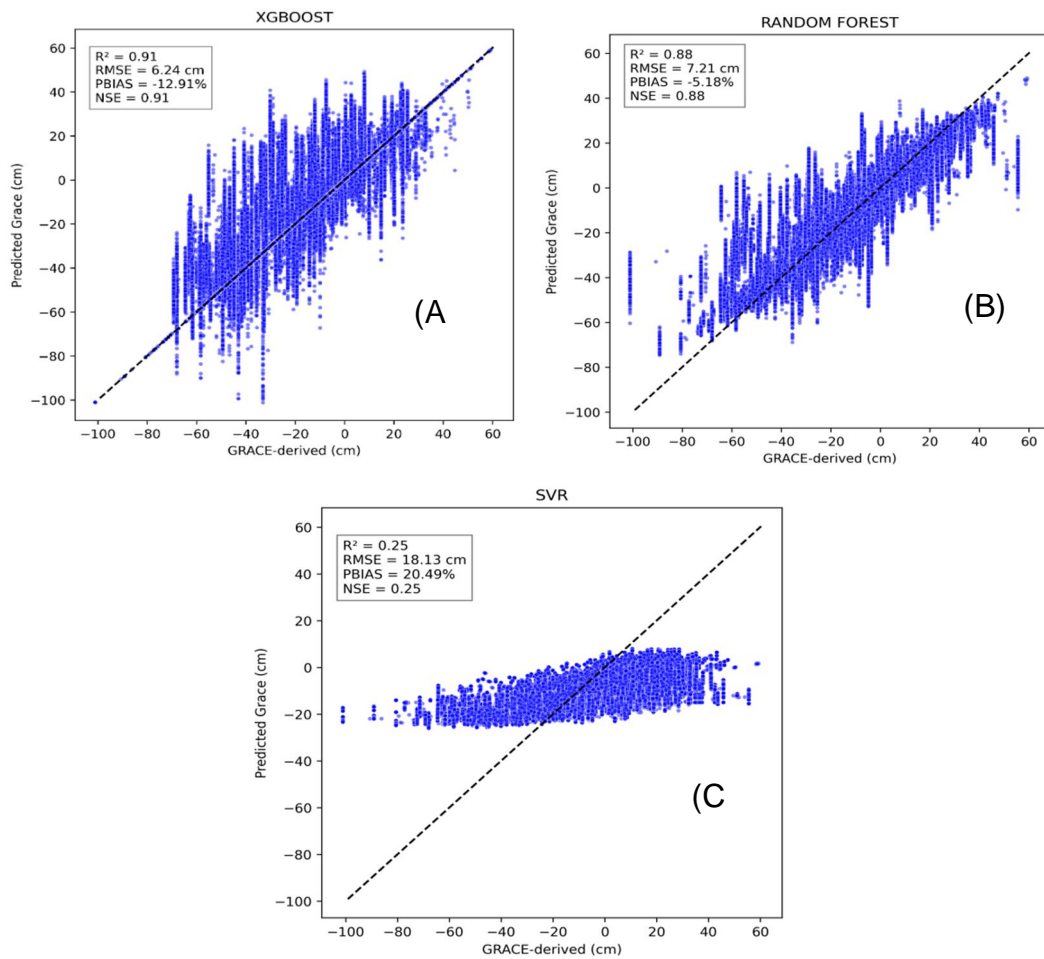 XGBOOST
R² = 0.91
RMSE = 6.24 cm
PBIAS = -12.91%
NSE = 0.91
60
40
20
0
−20
−40
−60
−80
−100
Predicted Grace (cm)
(A
−100 −80 −60 −40 −20 0 20 40 60
GRACE-derived (cm)
RANDOM FOREST
R² = 0.88
RMSE = 7.21 cm
PBIAS = -5.18%
NSE = 0.88
60
40
20
0
−20
−40
−60
−80
−100
Predicted Grace (cm)
(B)
−100 −80 −60 −40 −20 0 20 40 60
GRACE-derived (cm)
SVR
R² = 0.25
RMSE = 18.13 cm
PBIAS = 20.49%
NSE = 0.25
60
40
20
0
−20
−40
−60
−80
−100
Predicted Grace (cm)
(C
−100 −80 −60 −40 −20 0 20 40 60
GRACE-derived (cm)